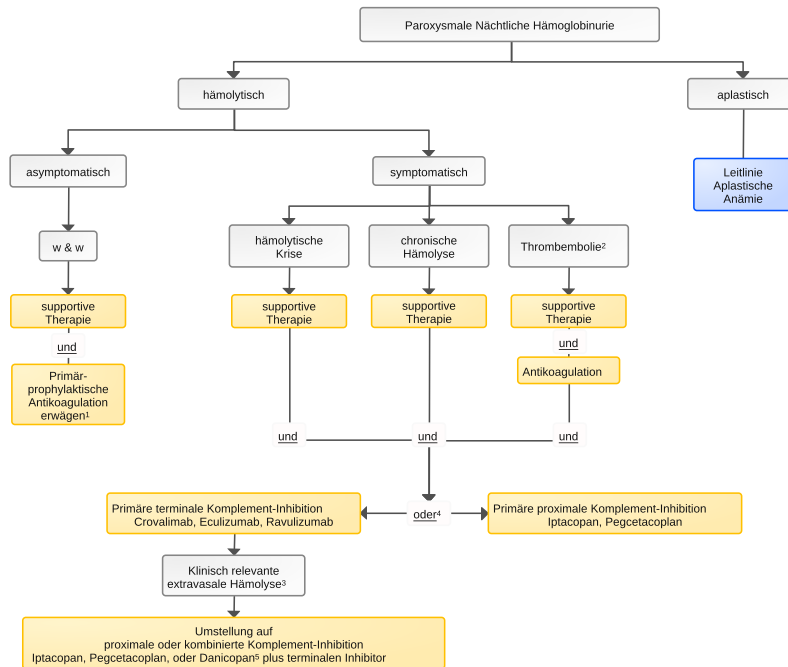 Paroxysmale Nächtliche Hämoglobinurie
hämolytisch
aplastisch
asymptomatisch
symptomatisch
Leitlinie
Aplastische
Anämie
w & w
hämolytische
Krise
chronische
Hämolyse
Thrombembolie²
supportive
Therapie
supportive
Therapie
supportive
Therapie
supportive
Therapie
und
und
Primär-
prophylaktische
Antikoagulation
erwägen¹
Antikoagulation
und
und
und
Primäre terminale Komplement-Inhibition
Crovalimab, Eculizumab, Ravulizumab
oder⁴
Primäre proximale Komplement-Inhibition
Iptacopan, Pegcetacoplan
Klinisch relevante
extravasale Hämolyse³
Umstellung auf
proximale oder kombinierte Komplement-Inhibition
Iptacopan, Pegcetacoplan, oder Danicopan⁵ plus terminalen Inhibitor